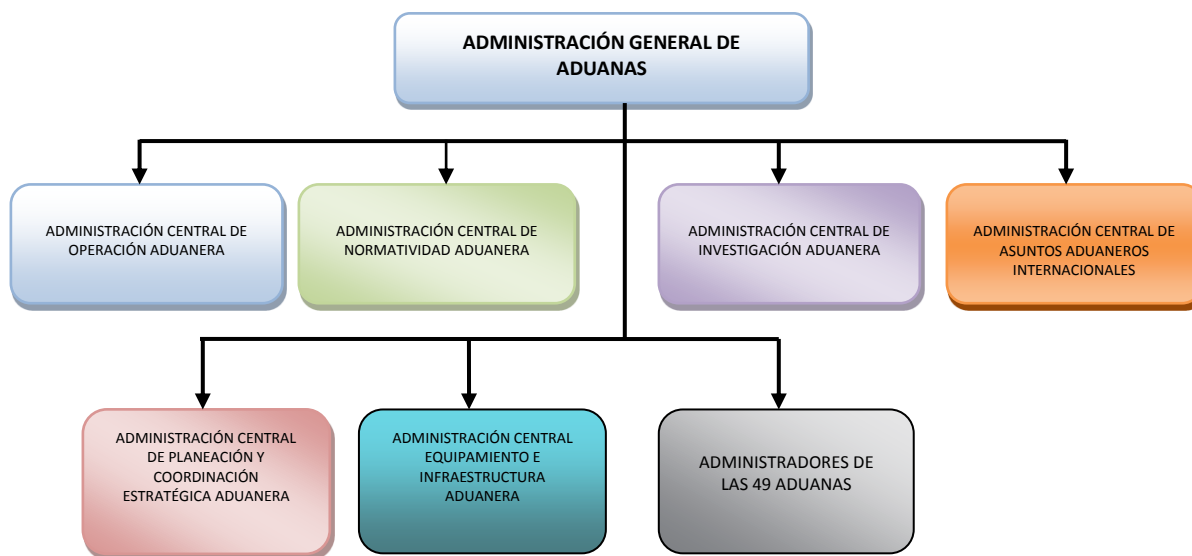 ADMINISTRACIÓN GENERAL DE
ADUANAS
ADMINISTRACIÓN CENTRAL DE
OPERACIÓN ADUANERA
ADMINISTRACIÓN CENTRAL DE
NORMATIVIDAD ADUANERA
ADMINISTRACIÓN CENTRAL DE
INVESTIGACIÓN ADUANERA
ADMINISTRACIÓN CENTRAL DE
ASUNTOS ADUANEROS
INTERNACIONALES
ADMINISTRACIÓN CENTRAL
DE PLANEACIÓN Y
COORDINACIÓN
ESTRATÉGICA ADUANERA
ADMINISTRACIÓN CENTRAL
EQUIPAMIENTO E
INFRAESTRUCTURA
ADUANERA
ADMINISTRADORES DE
LAS 49 ADUANAS